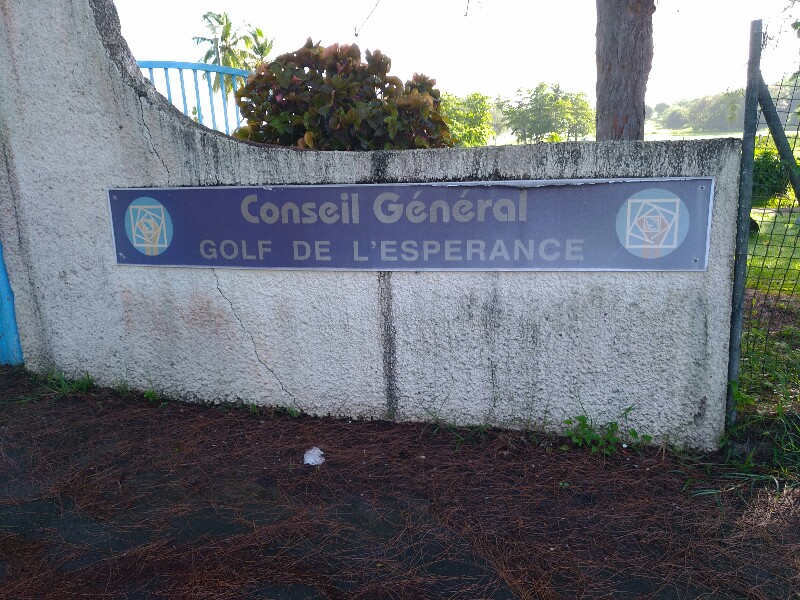 Conseil Général
GOLF DE L'ESPERANCE